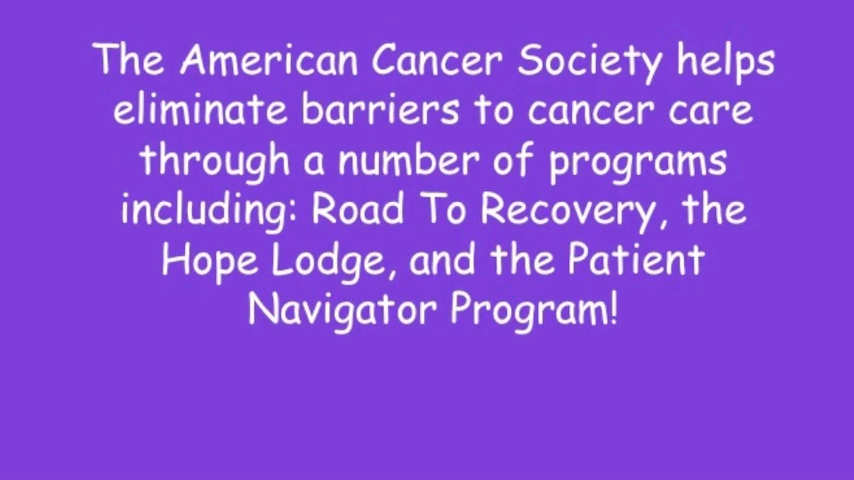 The American Cancer Society helps
eliminate barriers to cancer care
through a number of programs
including: Road To Recovery, the
Hope Lodge, and the Patient
Navigator Program!